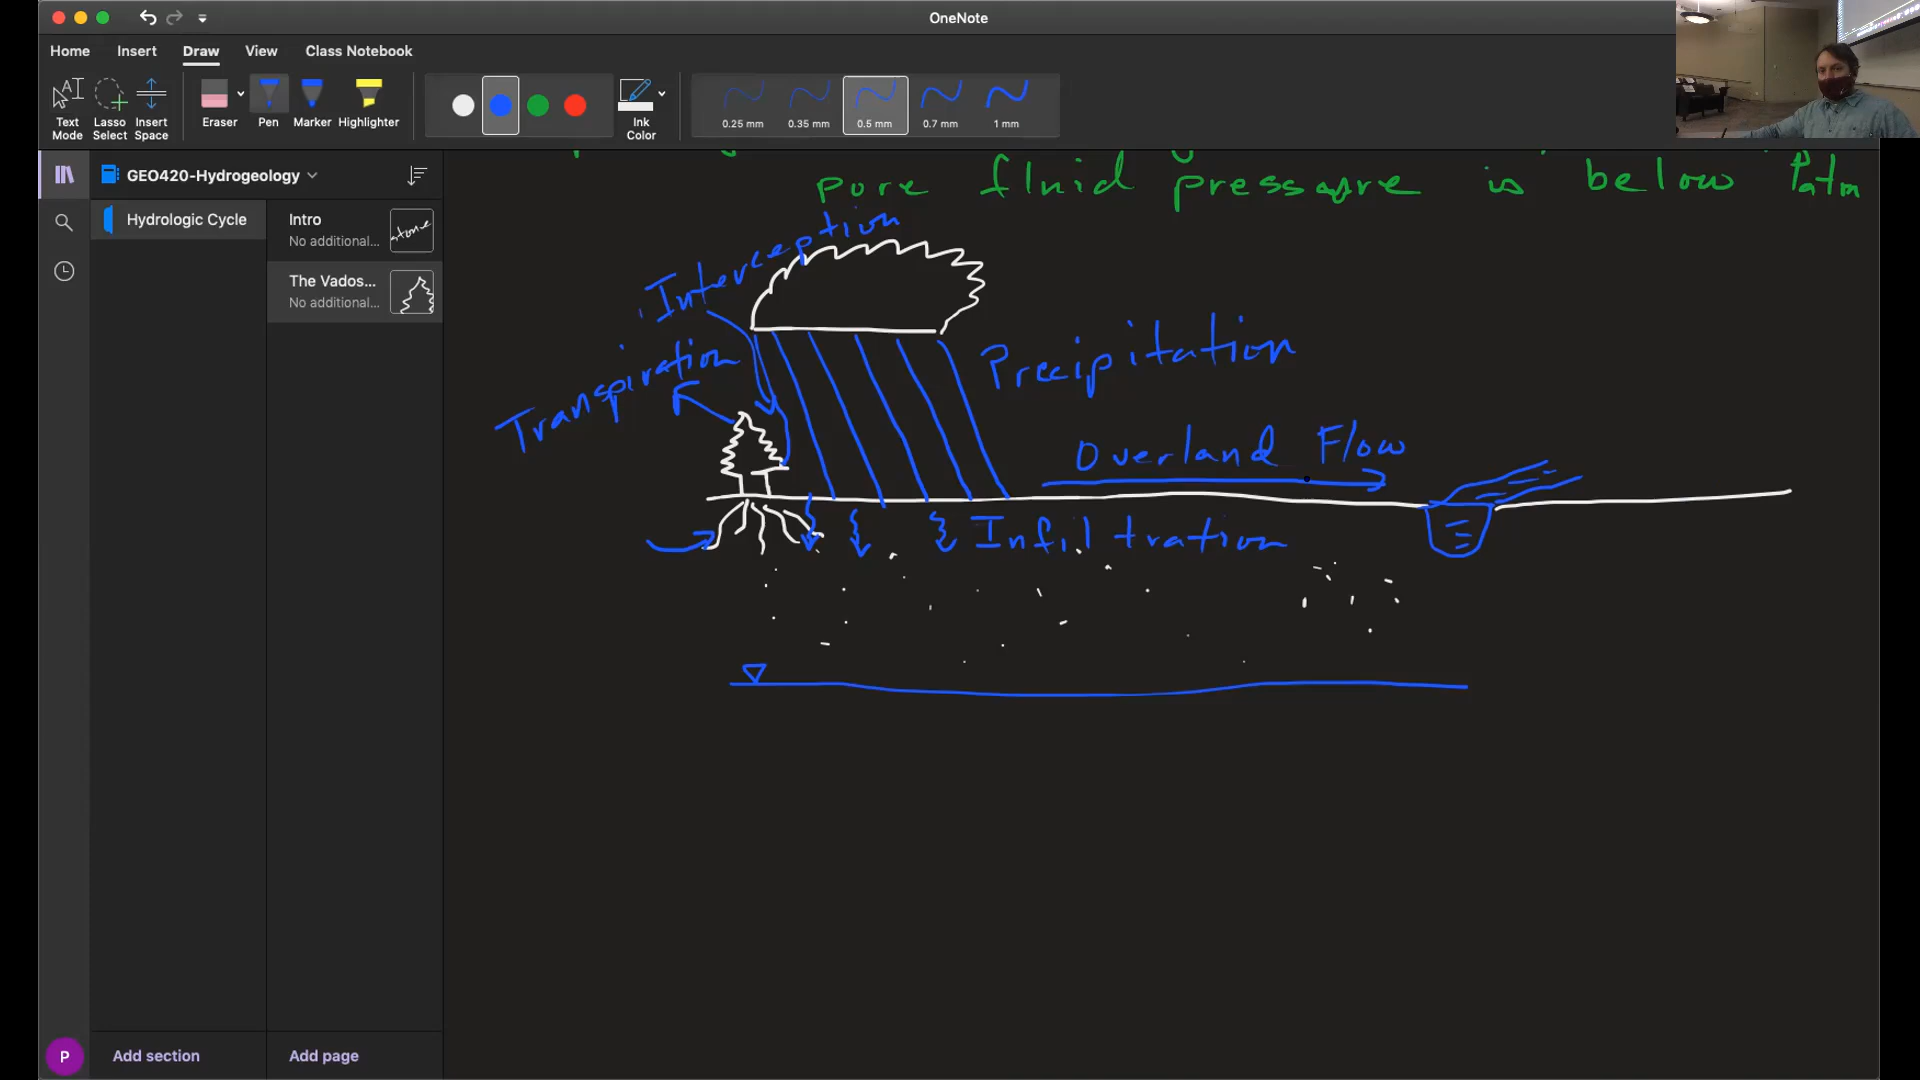 OneNote
Home Insert Draw View Class Notebook
Text Mode
Lasso Select
Insert Space
Eraser
Pen
Marker
Highlighter
Ink Color
0.25 mm
0.35 mm
0.5 mm
0.7 mm
1 mm
GEO420-Hydrogeology
Hydrologic Cycle
Intro
No additional...
The Vados...
No additional...
pore fluid pressure is below Patm
Interception
Transpiration
Precipitation
Overland Flow
Infiltration
P
Add section
Add page